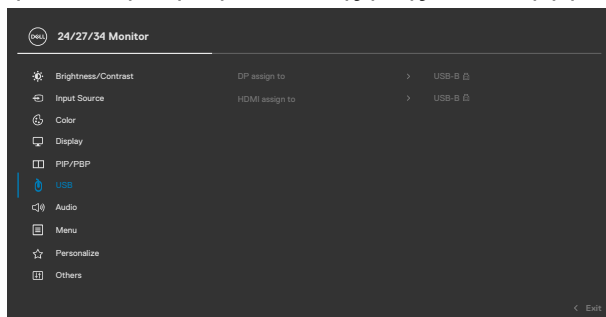 DELL 24/27/34 Monitor
Brightness/Contrast DP assign to > USB-B
Input Source HDMI assign to > USB-B
Color
Display
PIP/PBP
USB
Audio
Menu
Personalize
Others
< Exit